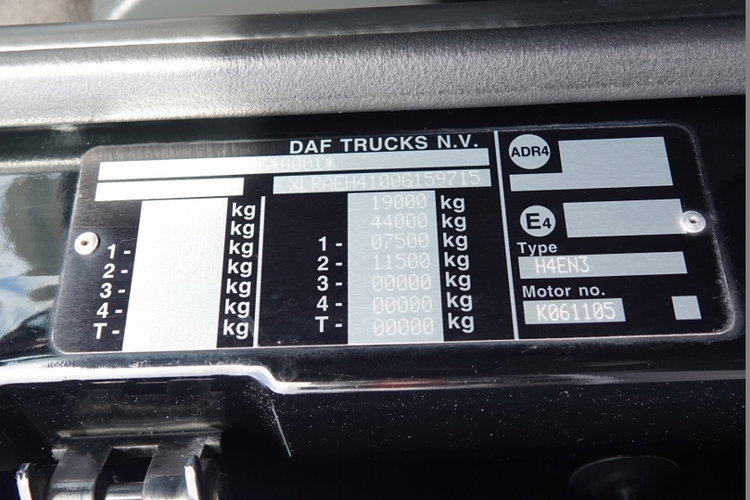 DAF TRUCKS N.V.
*0001*
XLRAEH4100G159715
kg
kg
1- kg
2- kg
3- kg
4- kg
T- kg
19000 kg
44000 kg
1- 07500 kg
2- 11500 kg
3- 00000 kg
4- 00000 kg
T- 00000 kg
ADR4
E4
Type
H4EN3
Motor no.
K061105